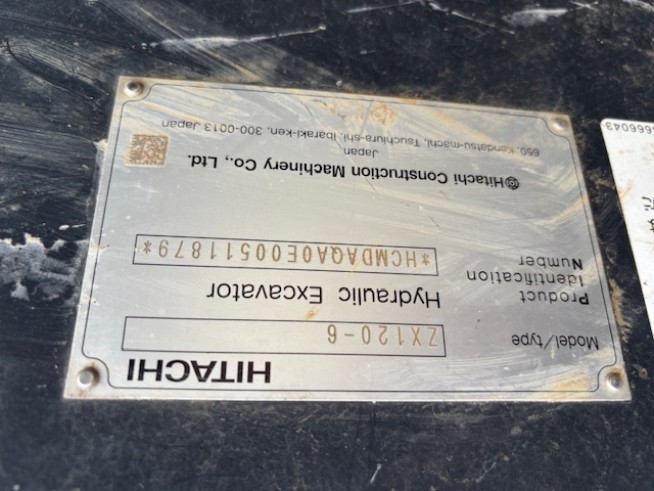 HITACHI
Model/type ZX120-6
Hydraulic Excavator
Product
Identification
Number *HCMDAQA0E00511879*
Hitachi Construction Machinery Co., Ltd.
Japan
650, Kandatsu-machi, Tsuchiura-shi, Ibaraki-ken, 300-0013 Japan